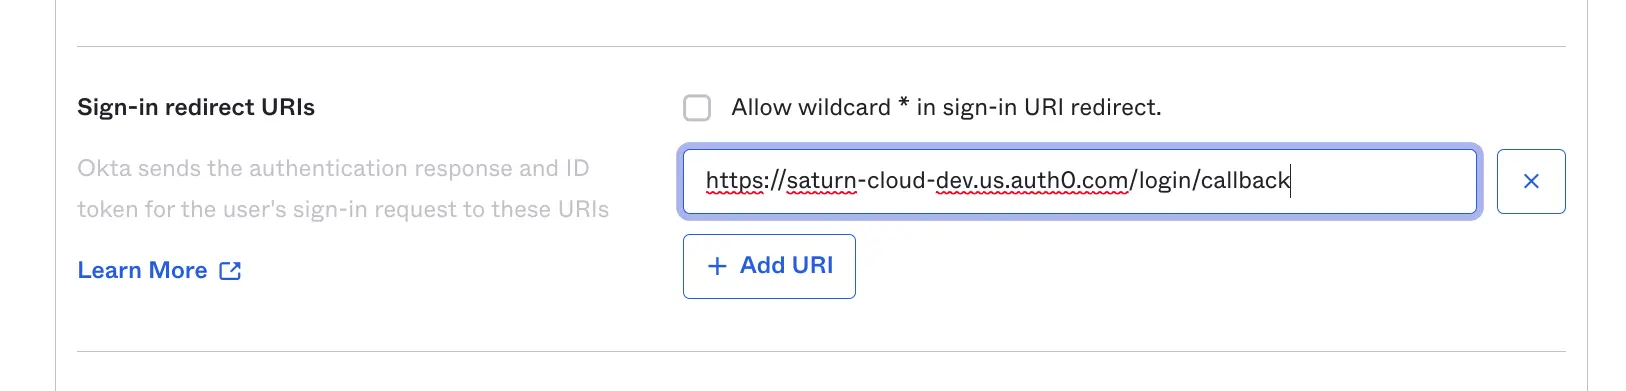 Sign-in redirect URIs
Allow wildcard * in sign-in URI redirect.
Okta sends the authentication response and ID
token for the user's sign-in request to these URIs
https://saturn-cloud-dev.us.auth0.com/login/callback
Learn More
+ Add URI